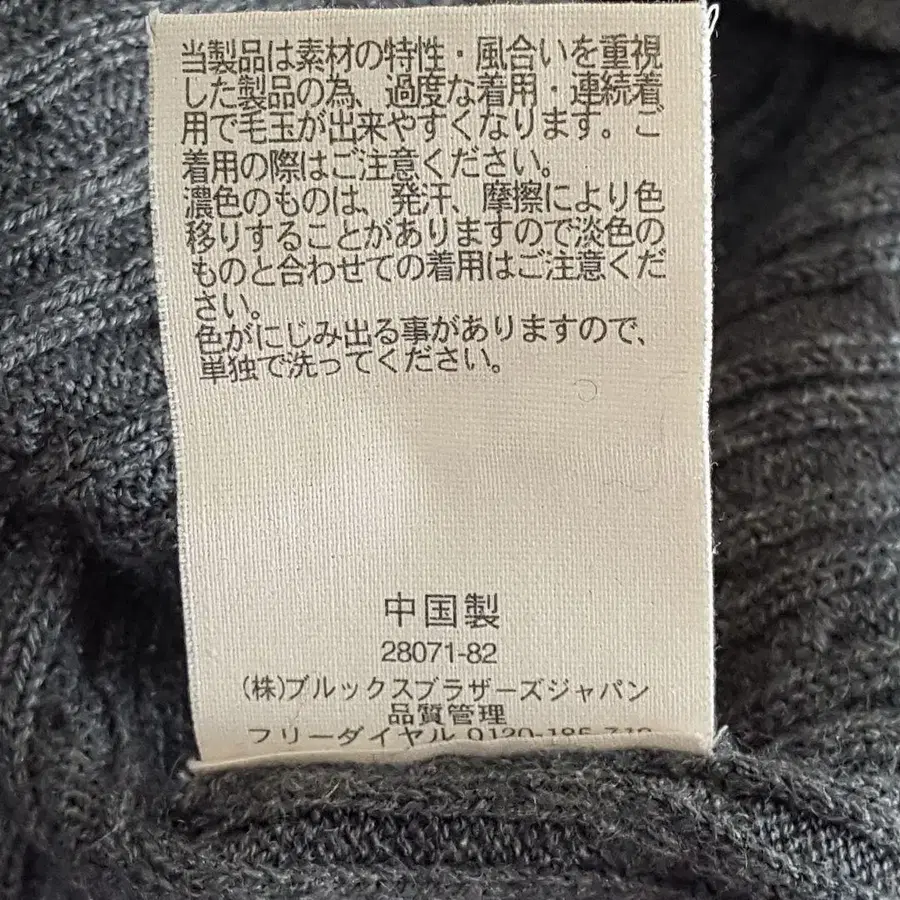 当製品は素材の特性・風合いを重視
した製品の為、過度な着用・連続着
用で毛玉が出来やすくなります。ご
着用の際はご注意ください。
濃色のものは、発汗、摩擦により色
移りすることがありますので淡色の
ものと合わせての着用はご注意くだ
さい。
色がにじみ出る事がありますので、
単独で洗ってください。
中国製
28071-82
(株)ブルックスブラザーズジャパン
品質管理
フリーダイヤル 0120-185-718